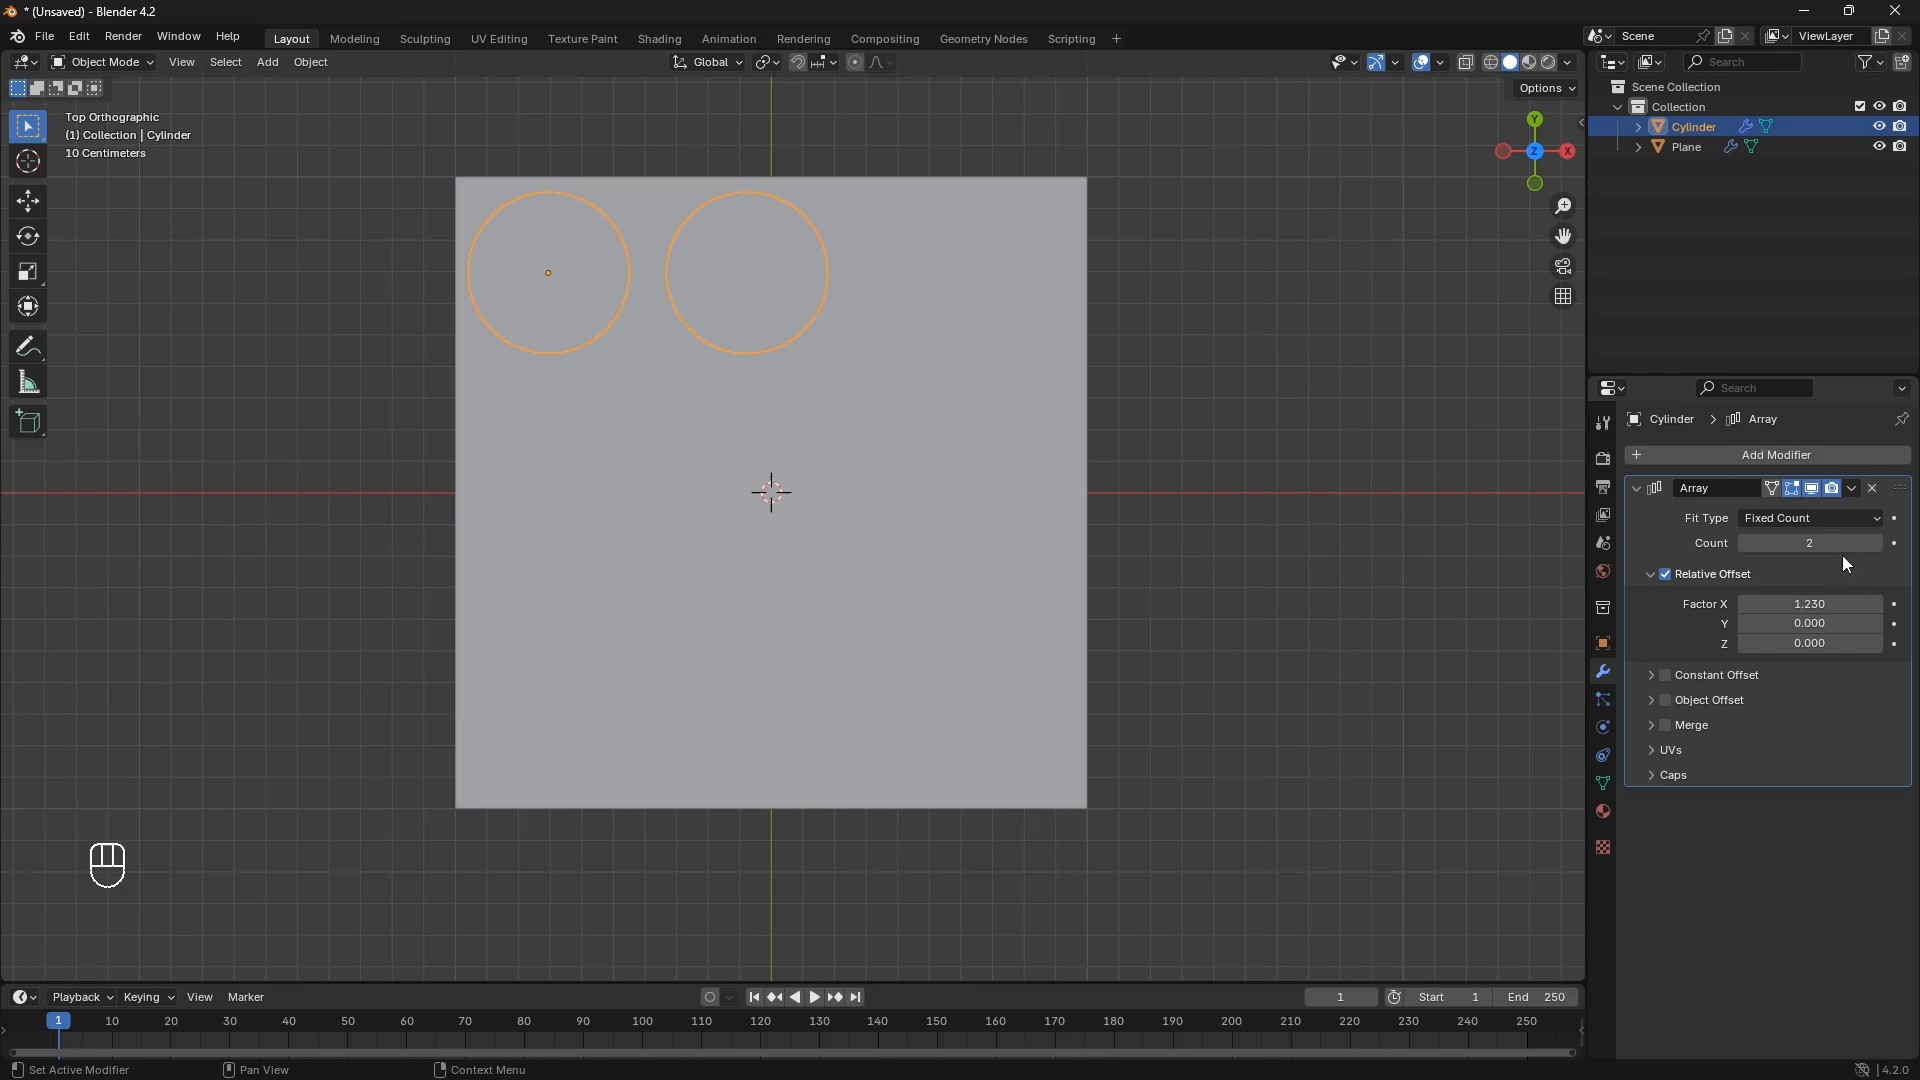 * (Unsaved) - Blender 4.2
File Edit Render Window Help Layout Modeling Sculpting UV Editing Texture Paint Shading Animation Rendering Compositing Geometry Nodes Scripting + Scene ViewLayer
Object Mode View Select Add Object Global Search
Options
Scene Collection
Collection
Cylinder
Plane
Top Orthographic
(1) Collection | Cylinder
10 Centimeters
Y
X
Z
Search
Cylinder > Array
+ Add Modifier
Array
Fit Type Fixed Count
Count 2
Relative Offset
Factor X 1.230
Y 0.000
Z 0.000
Constant Offset
Object Offset
Merge
UVs
Caps
Playback Keying View Marker 1 Start 1 End 250
1 10 20 30 40 50 60 70 80 90 100 110 120 130 140 150 160 170 180 190 200 210 220 230 240 250
Set Active Modifier Pan View Context Menu 4.2.0